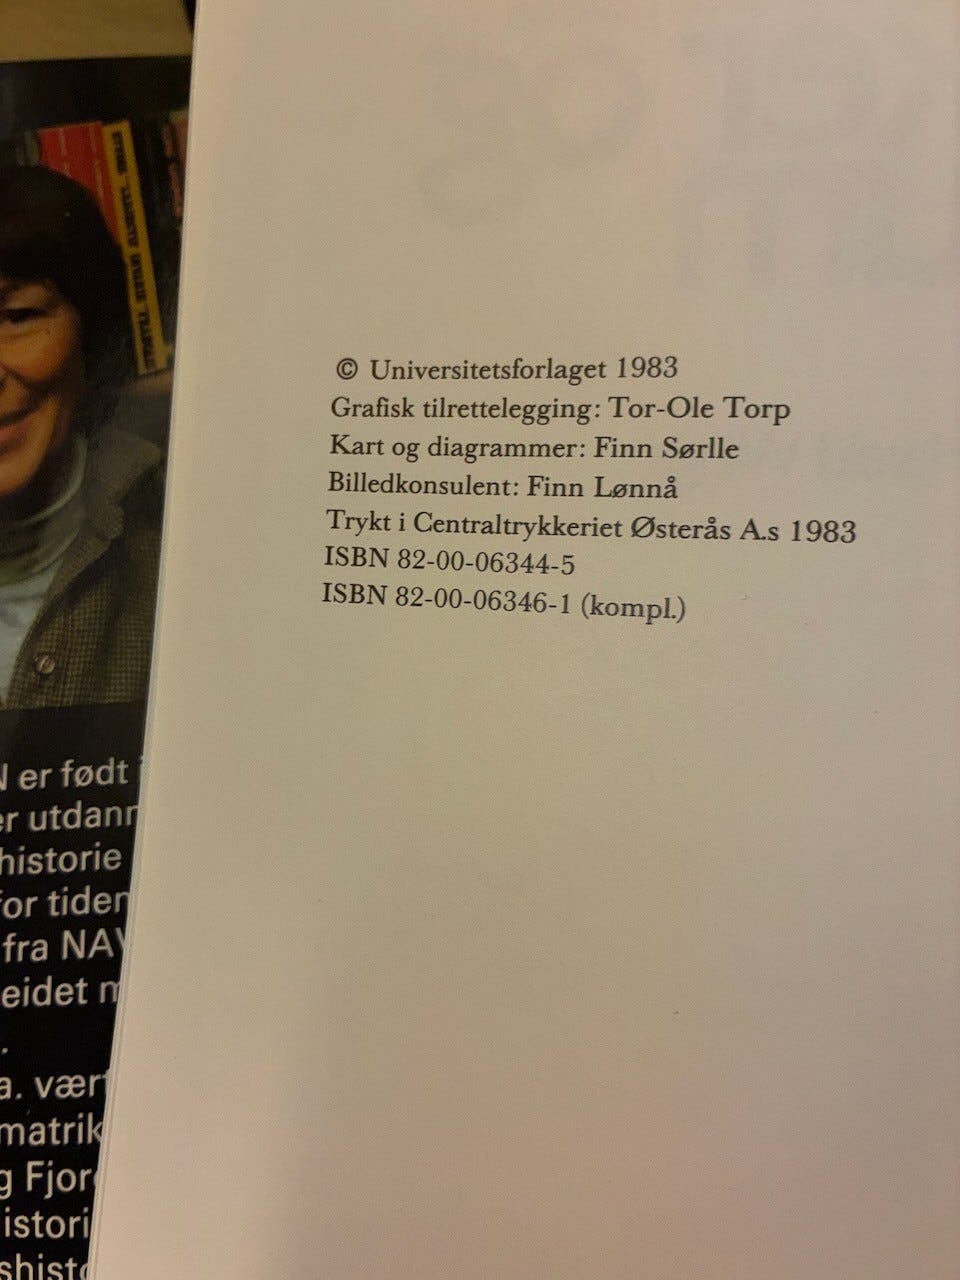 © Universitetsforlaget 1983
Grafisk tilrettelegging: Tor-Ole Torp
Kart og diagrammer: Finn Sørlle
Billedkonsulent: Finn Lønnå
Trykt i Centraltrykkeriet Østerås A.s 1983
ISBN 82-00-06344-5
ISBN 82-00-06346-1 (kompl.)
er født
utdann
historie
or tiden
fra NAV
eidet m
a. vært
matrik
g Fjor
istori
shisto